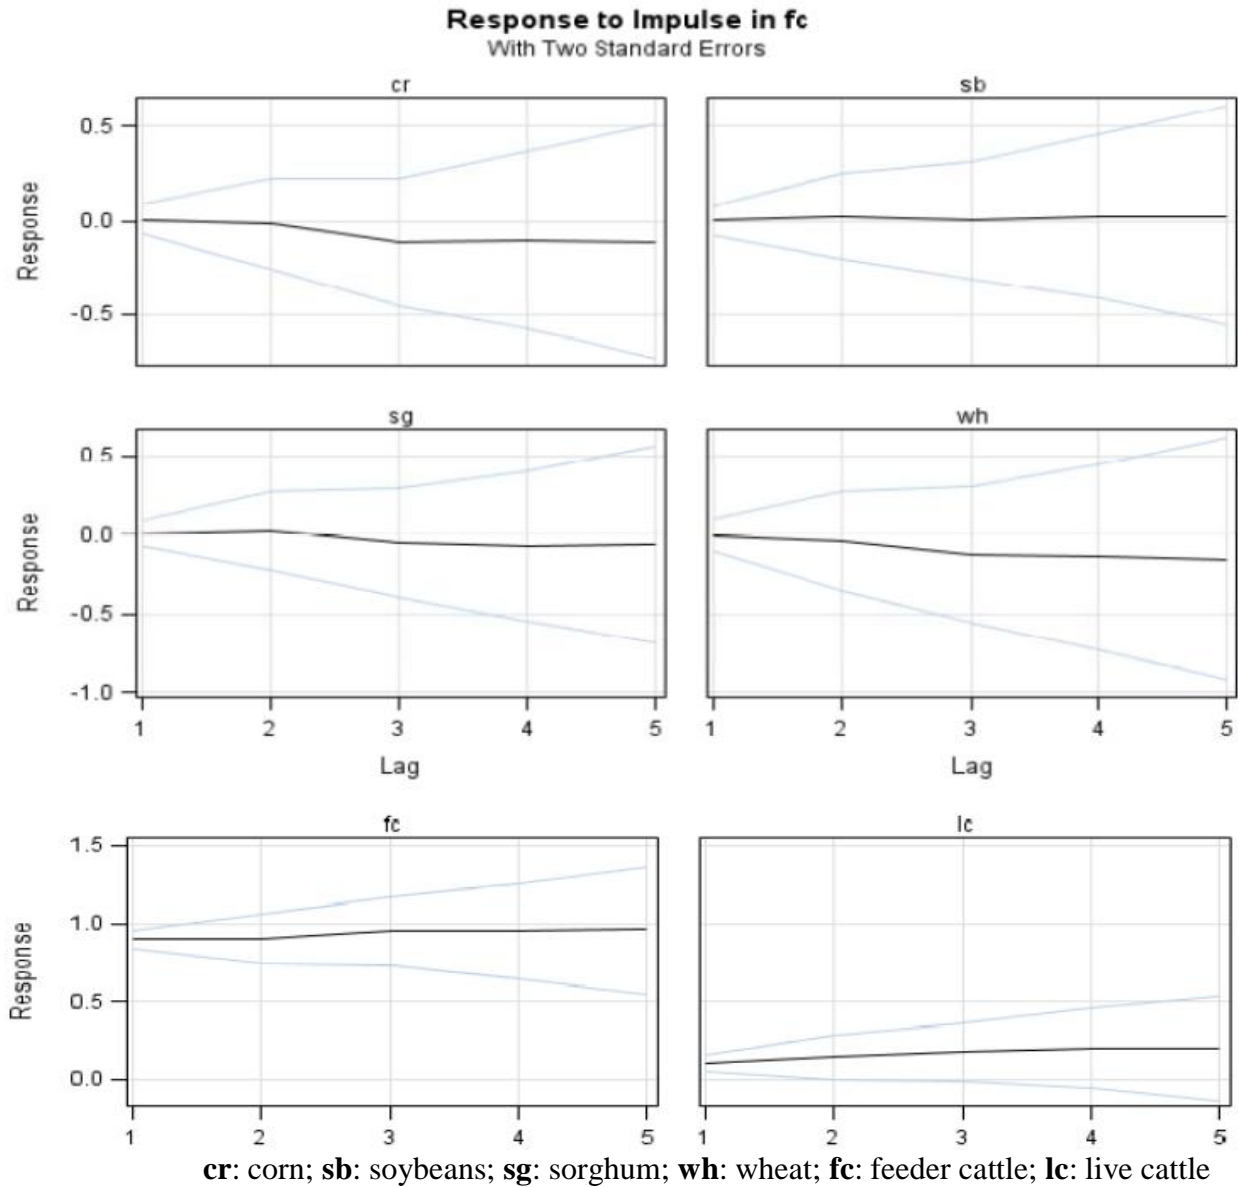 Response to Impulse in fc
With Two Standard Errors
cr
sb
0.5
0.0
-0.5
Response
sg
wh
0.5
0.0
-0.5
-1.0
Response
1 2 3 4 5
1 2 3 4 5
Lag
Lag
fc
lc
1.5
1.0
0.5
0.0
Response
1 2 3 4 5
1 2 3 4 5
cr: corn; sb: soybeans; sg: sorghum; wh: wheat; fc: feeder cattle; lc: live cattle